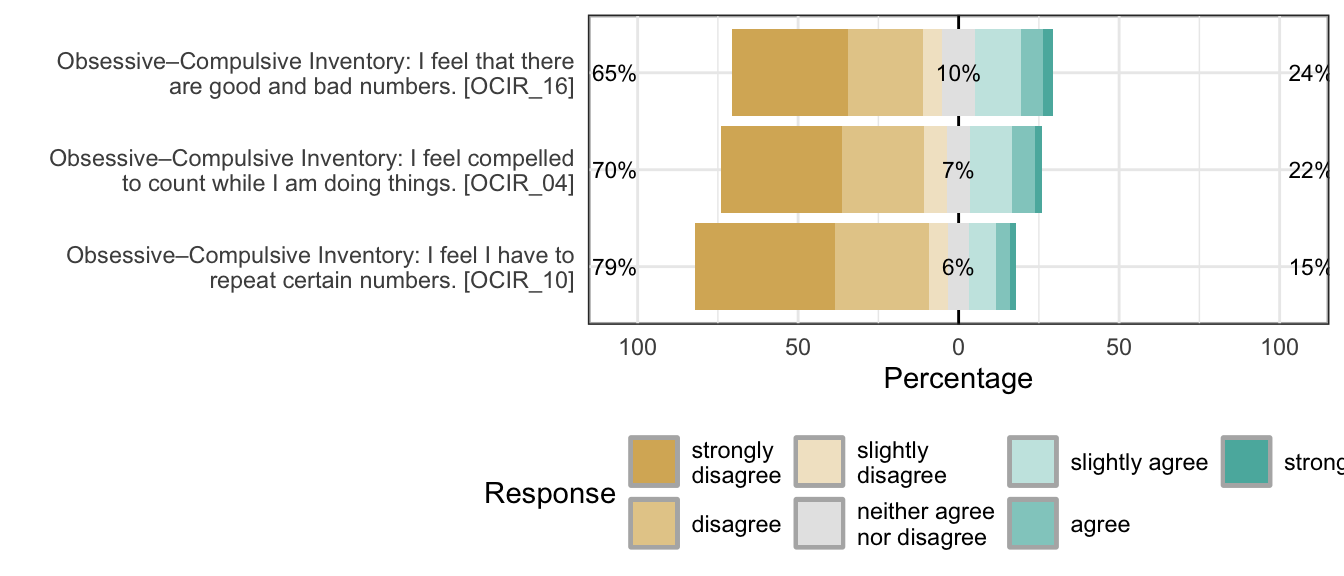 Obsessive–Compulsive Inventory: I feel that there
are good and bad numbers. [OCIR_16]
65%
10%
24%
Obsessive–Compulsive Inventory: I feel compelled
to count while I am doing things. [OCIR_04]
70%
7%
22%
Obsessive–Compulsive Inventory: I feel I have to
repeat certain numbers. [OCIR_10]
79%
6%
15%
100
50
0
50
100
Percentage
Response
strongly
disagree
disagree
slightly
disagree
neither agree
nor disagree
slightly agree
agree